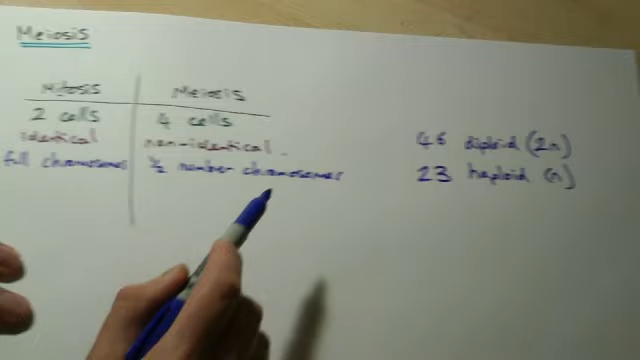 Meiosis
Mitosis Meiosis
2 cells 4 cells
identical non-identical
full chromosomes 1/2 number chromosomes
46 diploid (2n)
23 haploid (n)